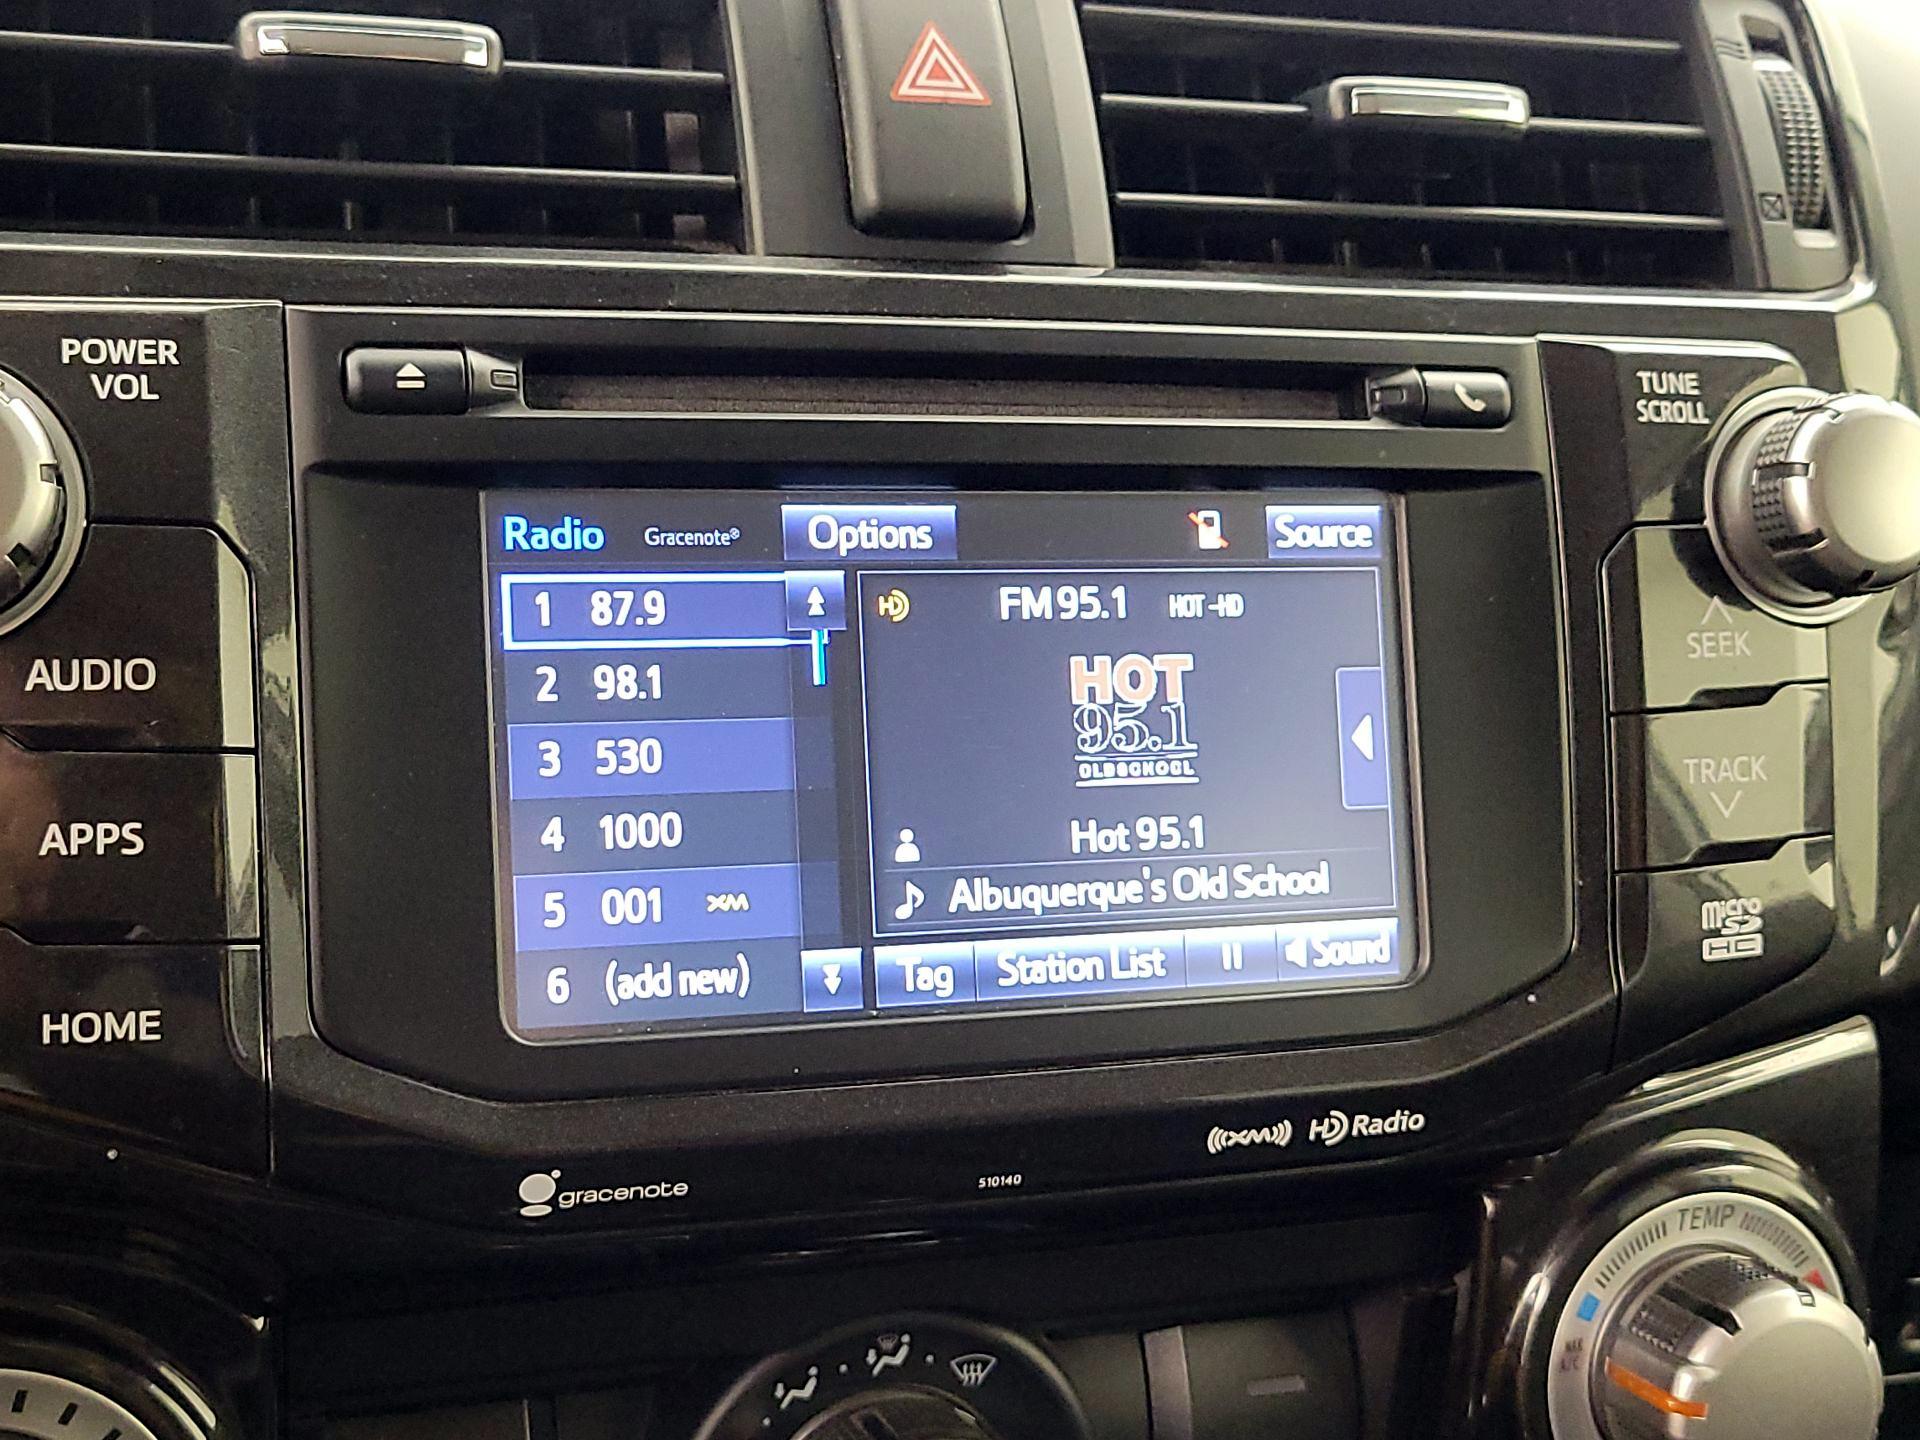 POWER
VOL
TUNE
SCROLL
Radio Gracenote® Options Source
1 87.9
2 98.1
3 530
4 1000
5 001 XM
6 (add new)
HD FM 95.1 HOT-HD
HOT
95.1
OLDSCHOOL
Hot 95.1
Albuquerque's Old School
Tag Station List II Sound
AUDIO
APPS
HOME
SEEK
TRACK
micro
SD
HC
gracenote
510140
((XM)) HD Radio
TEMP
MAX
A/C